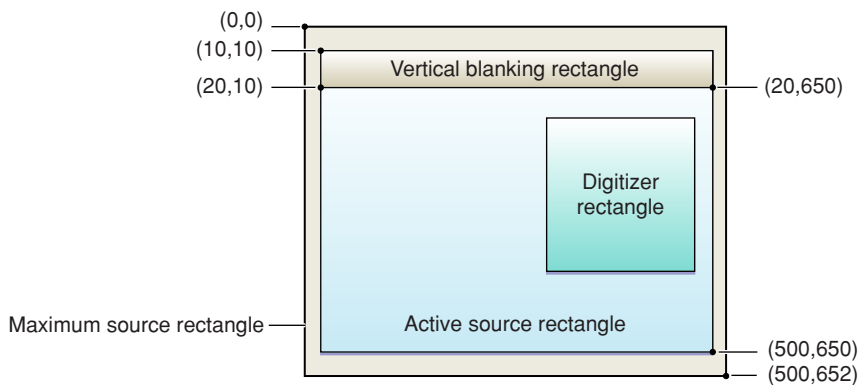 (0,0)
(10,10)
Vertical blanking rectangle
(20,10)
(20,650)
Digitizer
rectangle
Maximum source rectangle
Active source rectangle
(500,650)
(500,652)